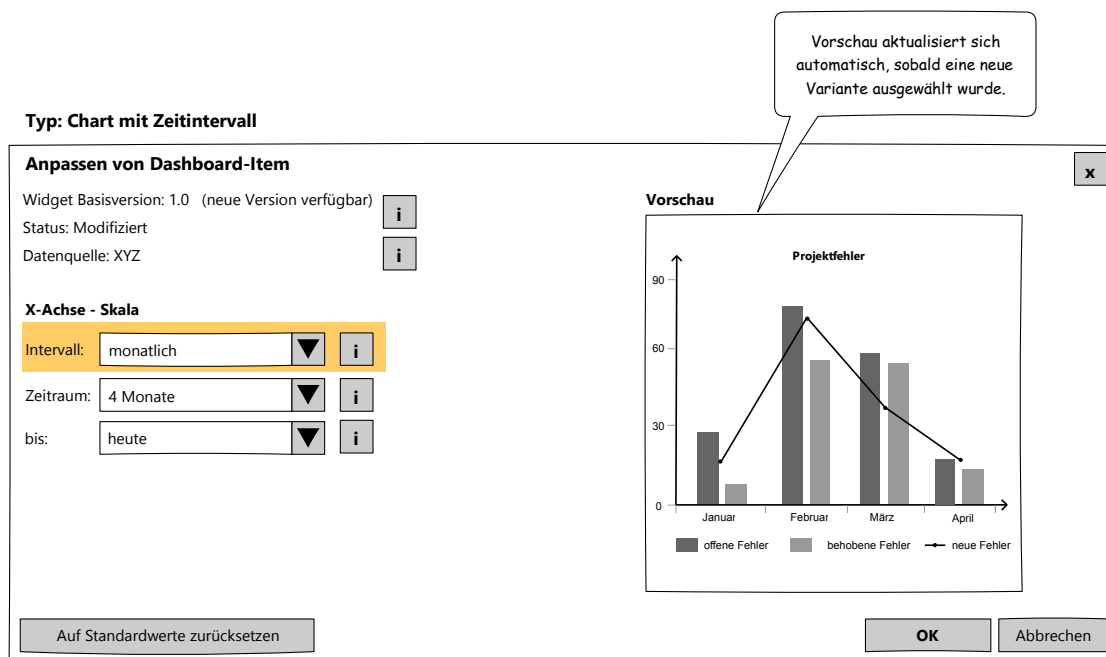 Vorschau aktualisiert sich
automatisch, sobald eine neue
Variante ausgewählt wurde.
Typ: Chart mit Zeitintervall
Anpassen von Dashboard-Item
x
Widget Basisversion: 1.0 (neue Version verfügbar)
i
Status: Modifiziert
Datenquelle: XYZ
i
X-Achse - Skala
Intervall:
monatlich
i
Zeitraum:
4 Monate
i
bis:
heute
i
Vorschau
Projektfehler
90
60
30
0
Januar
Februar
März
April
offene Fehler
behobene Fehler
neue Fehler
Auf Standardwerte zurücksetzen
OK
Abbrechen